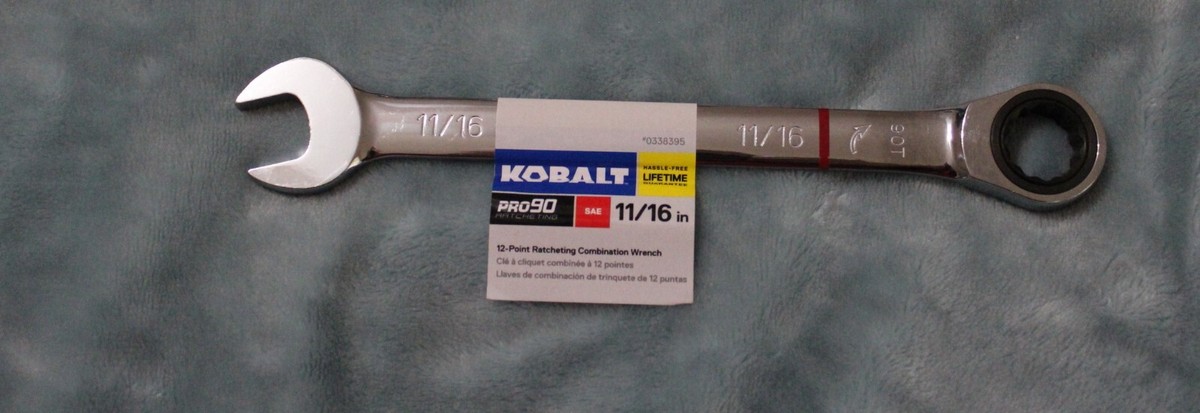 11/16
#0338395
KOBALT
HASSLE-FREE
LIFETIME
PRO90
RATCHETING
SAE
11/16 in
12-Point Ratcheting Combination Wrench
Clé à cliquet combinée à 12 pointes
Llaves de combinación de trinquete de 12 puntas
11/16
90T